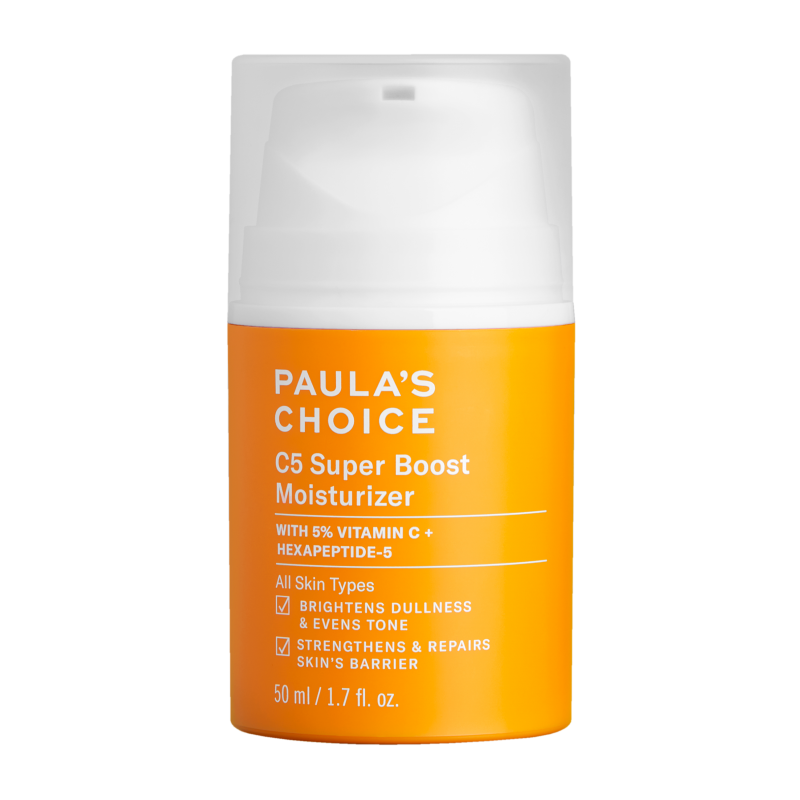 PAULA'S
CHOICE
C5 Super Boost
Moisturizer
WITH 5% VITAMIN C +
HEXAPEPTIDE-5
All Skin Types
BRIGHTENS DULLNESS
& EVENS TONE
STRENGTHENS & REPAIRS
SKIN'S BARRIER
50 ml / 1.7 fl. oz.